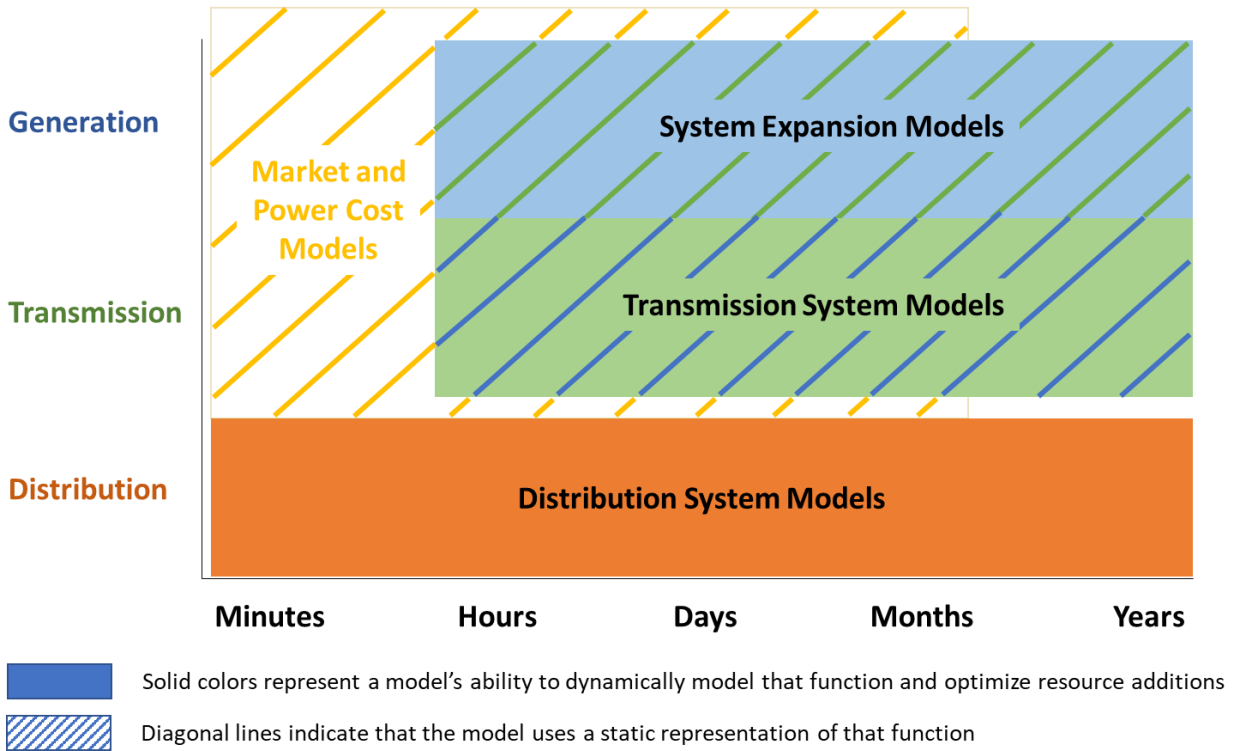 Generation
System Expansion Models
Market and
Power Cost
Models
Transmission
Transmission System Models
Distribution
Distribution System Models
Minutes
Hours
Days
Months
Years
Solid colors represent a model’s ability to dynamically model that function and optimize resource additions
Diagonal lines indicate that the model uses a static representation of that function